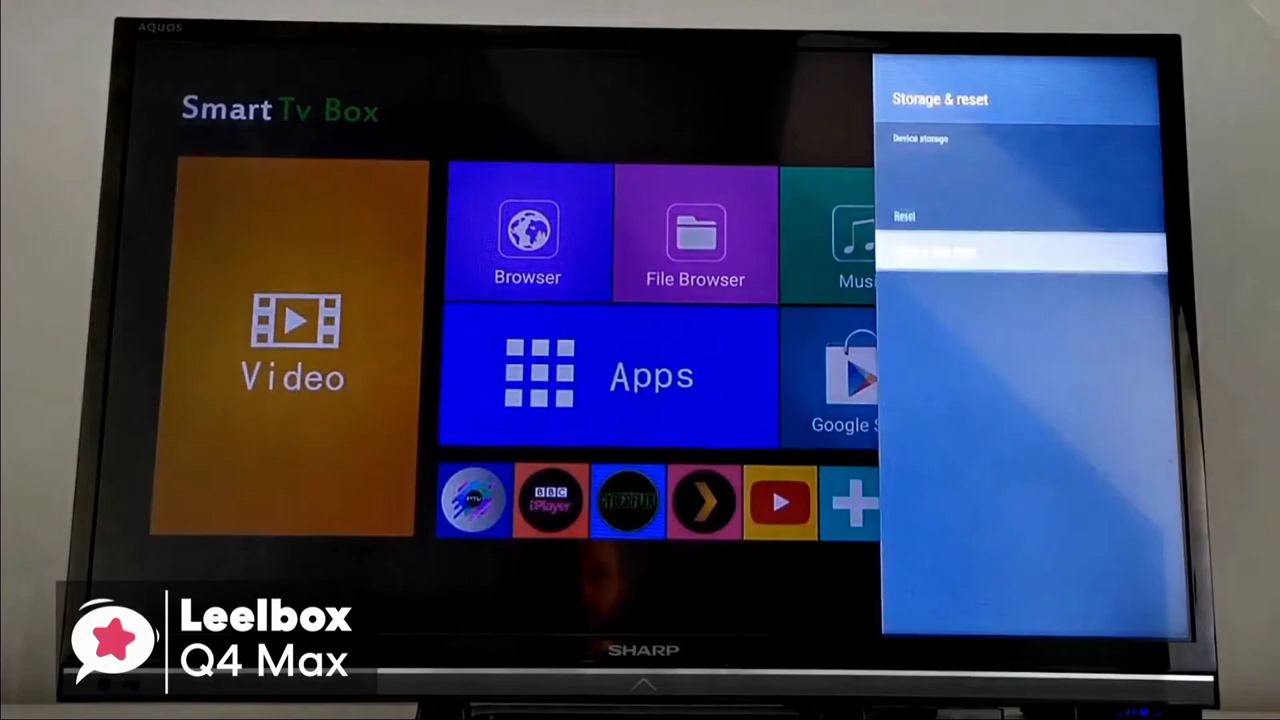 AQUOS
Smart Tv Box
Storage & reset
Device storage
Reset
Browser
File Browser
Musi
Video
Apps
Google S
BBC
iPlayer
CYBERFLIX
SHARP
Leelbox
Q4 Max